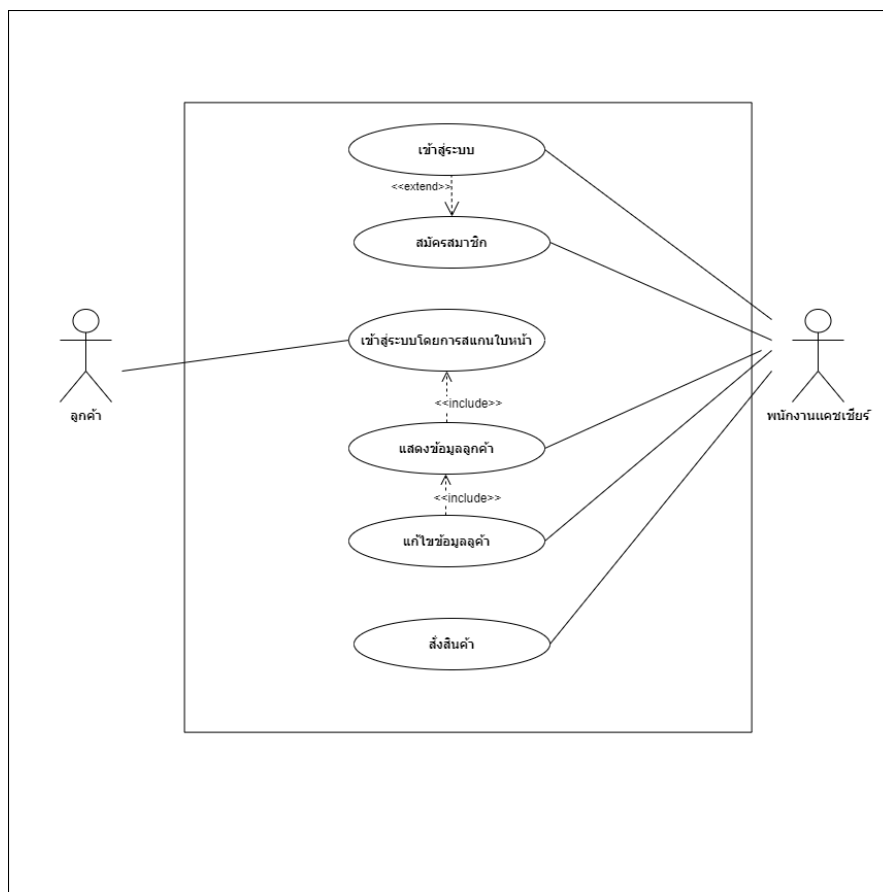 เข้าสู่ระบบ
<<extend>>
สมัครสมาชิก
เข้าสู่ระบบโดยการสแกนใบหน้า
<<include>>
ลูกค้า
พนักงานแคชเชียร์
แสดงข้อมูลลูกค้า
<<include>>
แก้ไขข้อมูลลูค้า
สั่งสินค้า